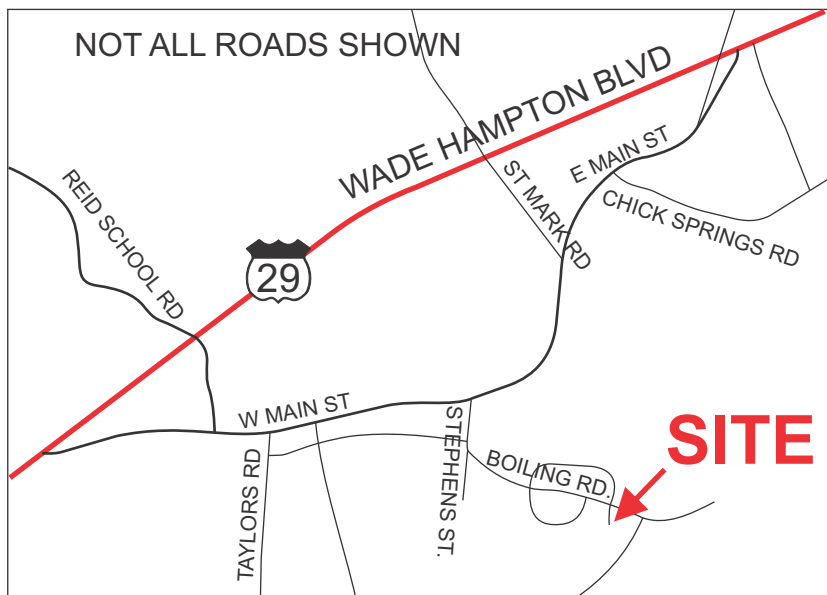 NOT ALL ROADS SHOWN
WADE HAMPTON BLVD
REID SCHOOL RD
ST MARK RD
E MAIN ST
CHICK SPRINGS RD
29
W MAIN ST
TAYLORS RD
STEPHENS ST.
BOILING RD.
SITE